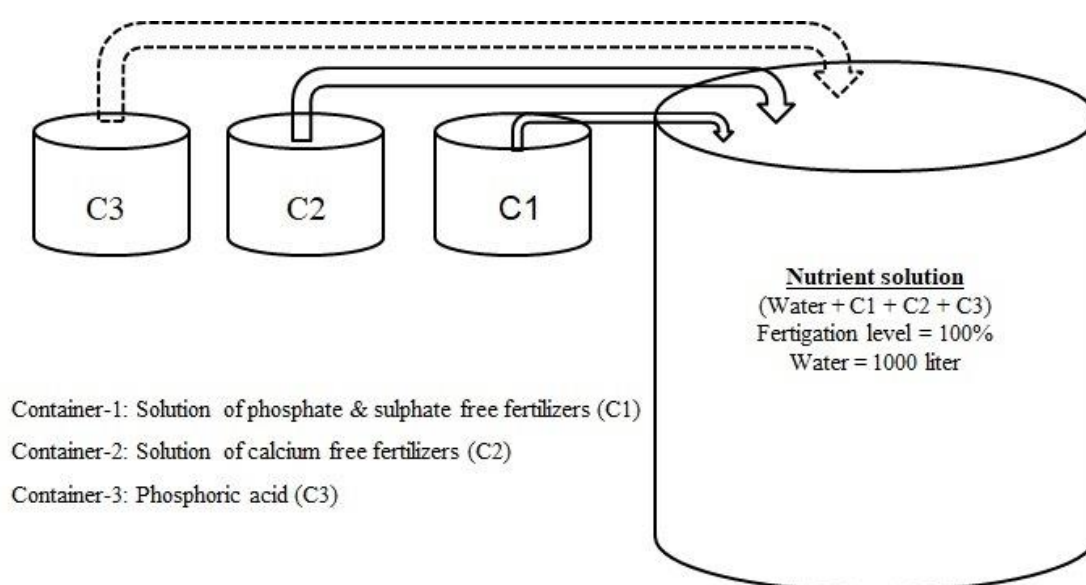 C3
C2
C1
Nutrient solution
(Water + C1 + C2 + C3)
Fertigation level = 100%
Water = 1000 liter
Container-1: Solution of phosphate & sulphate free fertilizers (C1)
Container-2: Solution of calcium free fertilizers (C2)
Container-3: Phosphoric acid (C3)